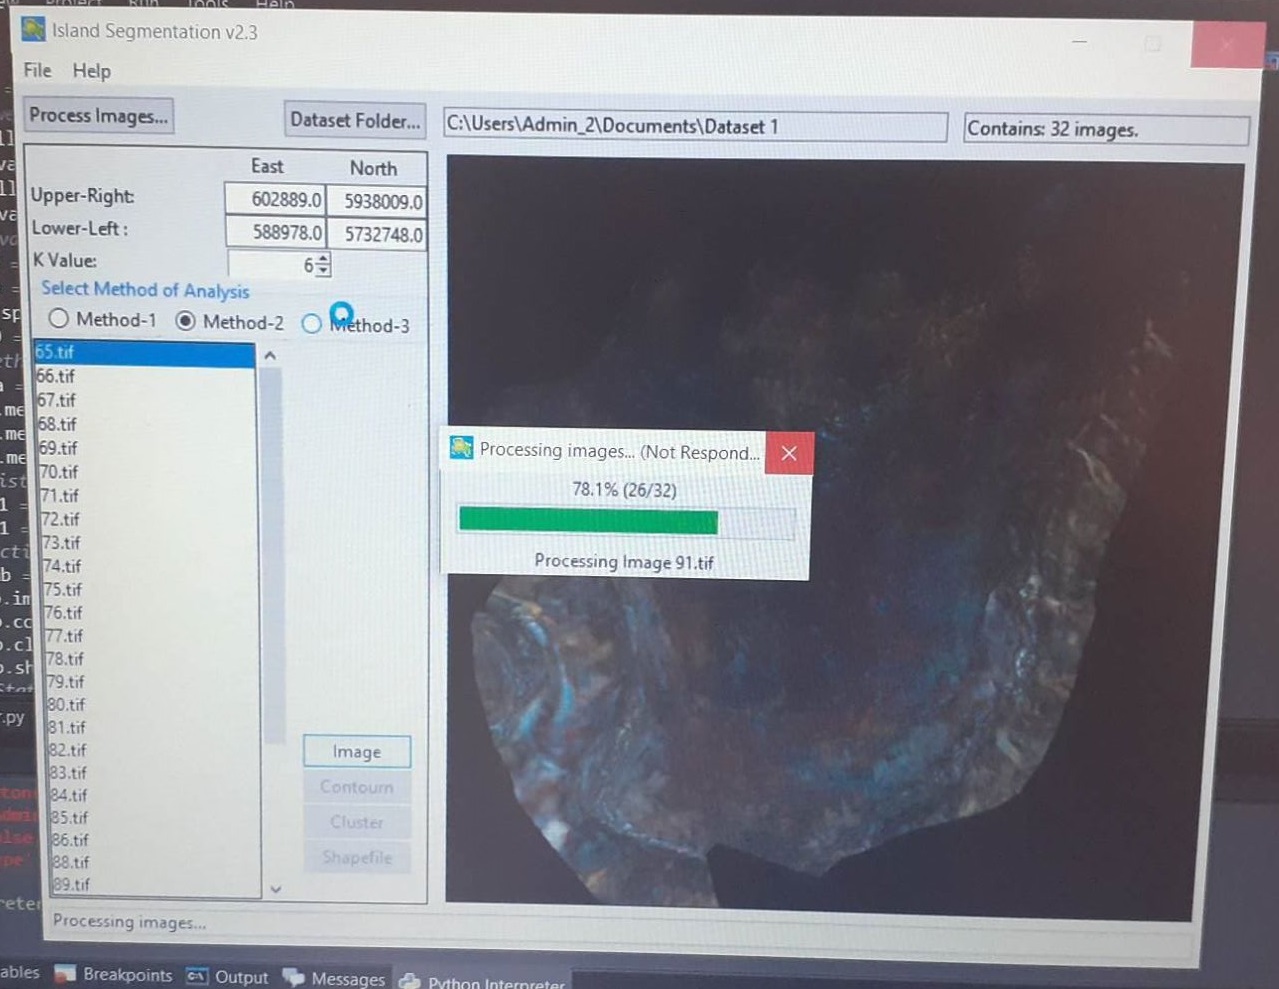 Project Run Tools Help
Island Segmentation v2.3
File Help
Process Images...
Dataset Folder...
C:\Users\Admin_2\Documents\Dataset 1
Contains: 32 images.
East North
Upper-Right: 602889.0 5938009.0
Lower-Left : 588978.0 5732748.0
K Value: 6
Select Method of Analysis
Method-1 Method-2 Method-3
65.tif
66.tif
67.tif
68.tif
69.tif
70.tif
71.tif
72.tif
73.tif
74.tif
75.tif
76.tif
77.tif
78.tif
79.tif
80.tif
81.tif
82.tif
83.tif
84.tif
85.tif
86.tif
88.tif
89.tif
Image
Contourn
Cluster
Shapefile
Processing images... (Not Respond...
78.1% (26/32)
Processing Image 91.tif
Processing images...
.py
ables Breakpoints Output Messages Python Interpreter